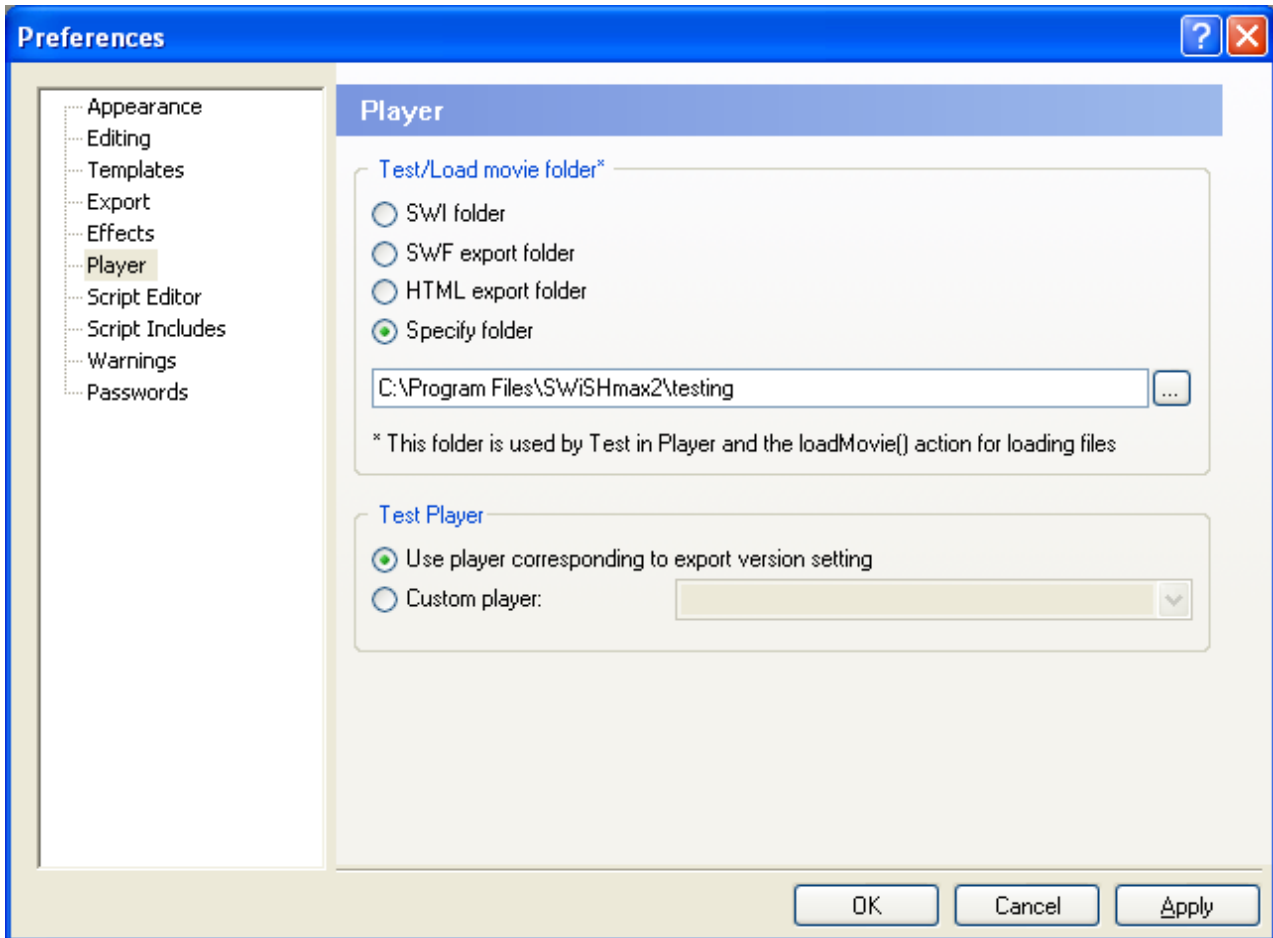 Preferences
Appearance
Editing
Templates
Export
Effects
Player
Script Editor
Script Includes
Warnings
Passwords
Player
Test/Load movie folder*
SWI folder
SWF export folder
HTML export folder
Specify folder
C:\Program Files\SWiSHmax2\testing
...
* This folder is used by Test in Player and the loadMovie() action for loading files
Test Player
Use player corresponding to export version setting
Custom player:
OK Cancel Apply